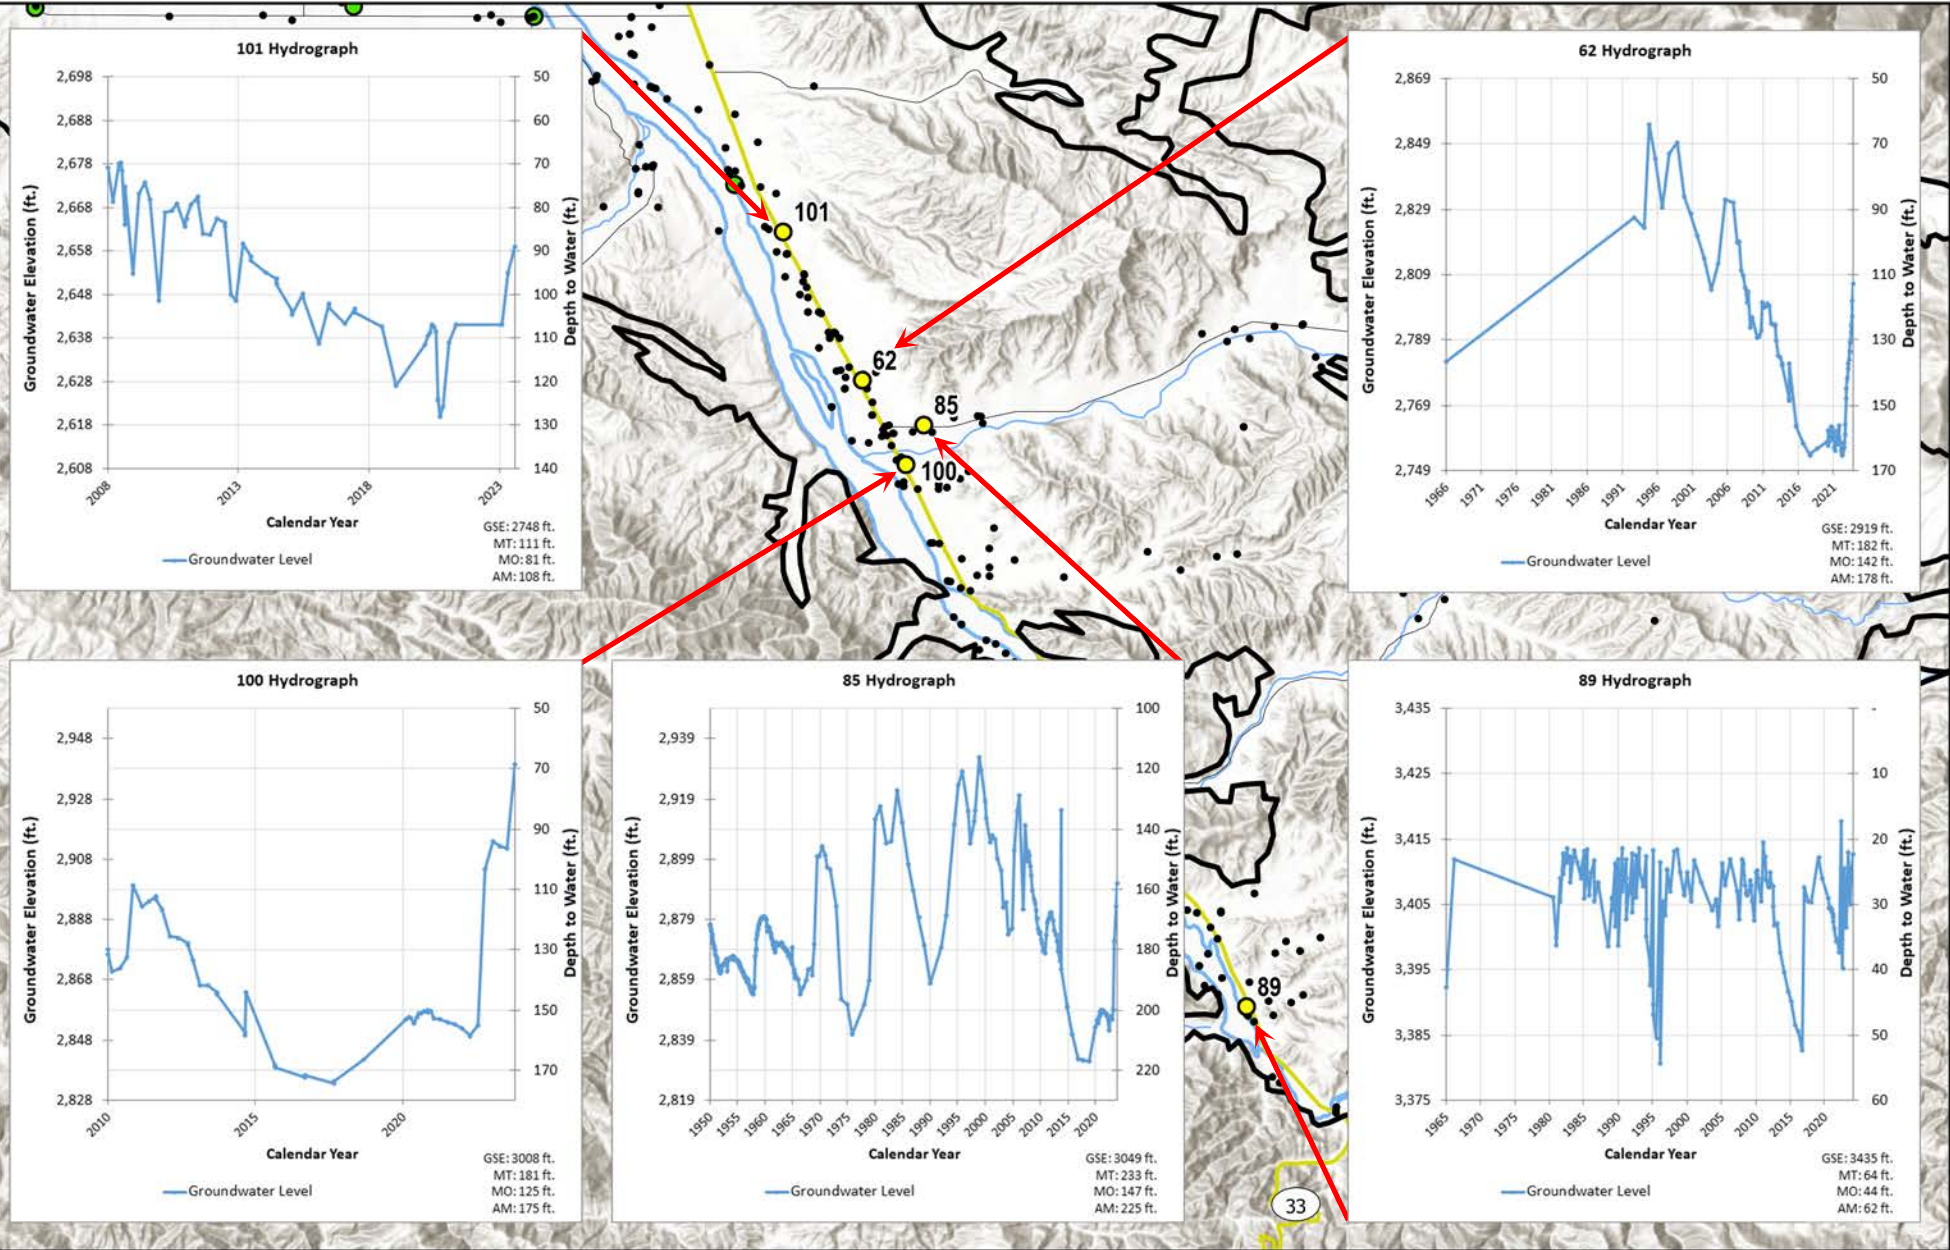 101 Hydrograph
2,698
2,688
2,678
2,668
2,658
2,648
2,638
2,628
2,618
2,608
50
60
70
80
90
100
110
120
130
140
Groundwater Elevation (ft.)
Depth to Water (ft.)
2008
2013
2018
2023
Calendar Year
Groundwater Level
GSE: 2748 ft.
MT: 111 ft.
MO: 81 ft.
AM: 108 ft.
101
62
85
100
62 Hydrograph
2,869
2,849
2,829
2,809
2,789
2,769
2,749
50
70
90
110
130
150
170
Groundwater Elevation (ft.)
Depth to Water (ft.)
1966
1971
1976
1981
1986
1991
1996
2001
2006
2011
2016
2021
Calendar Year
Groundwater Level
GSE: 2919 ft.
MT: 182 ft.
MO: 142 ft.
AM: 178 ft.
100 Hydrograph
2,948
2,928
2,908
2,888
2,868
2,848
2,828
50
70
90
110
130
150
170
Groundwater Elevation (ft.)
Depth to Water (ft.)
2010
2015
2020
Calendar Year
Groundwater Level
GSE: 3008 ft.
MT: 181 ft.
MO: 125 ft.
AM: 175 ft.
85 Hydrograph
2,939
2,919
2,899
2,879
2,859
2,839
2,819
100
120
140
160
180
200
220
Groundwater Elevation (ft.)
Depth to Water (ft.)
1950
1955
1960
1965
1970
1975
1980
1985
1990
1995
2000
2005
2010
2015
2020
Calendar Year
Groundwater Level
GSE: 3049 ft.
MT: 233 ft.
MO: 147 ft.
AM: 225 ft.
89
33
89 Hydrograph
3,435
3,425
3,415
3,405
3,395
3,385
3,375
-
10
20
30
40
50
60
Groundwater Elevation (ft.)
Depth to Water (ft.)
1965
1970
1975
1980
1985
1990
1995
2000
2005
2010
2015
2020
Calendar Year
Groundwater Level
GSE: 3435 ft.
MT: 64 ft.
MO: 44 ft.
AM: 62 ft.